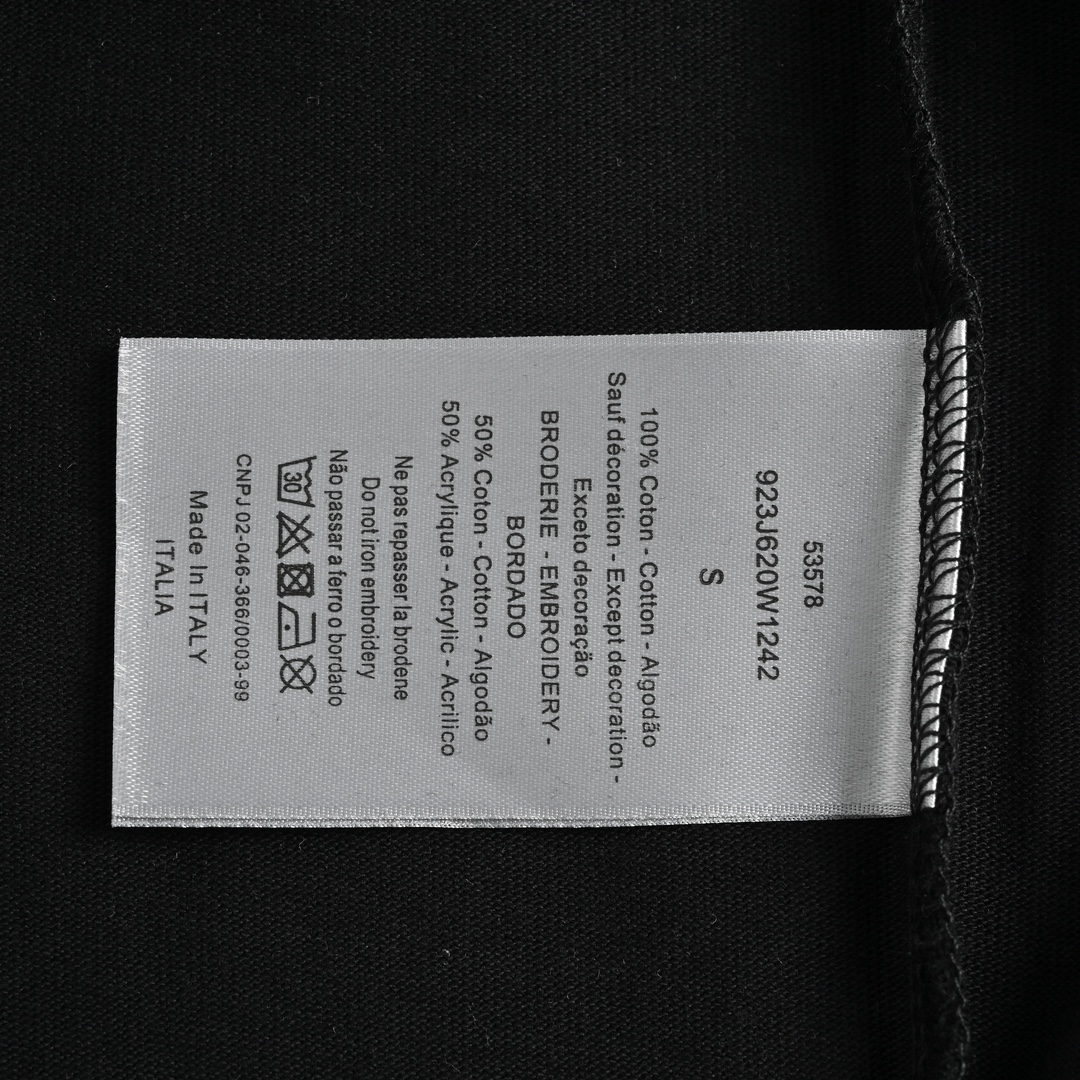 53578
923J620W1242
S
100% Coton - Cotton - Algodão
Sauf décoration - Except decoration -
Exceto decoração
BRODERIE - EMBROIDERY -
BORDADO
50% Coton - Cotton - Algodão
50% Acrylique - Acrylic - Acrilico
Ne pas repasser la brodene
Do not iron embroidery
Não passar a ferro o bordado
30
CNPJ 02-046-366/0003-99
Made In ITALY
ITALIA